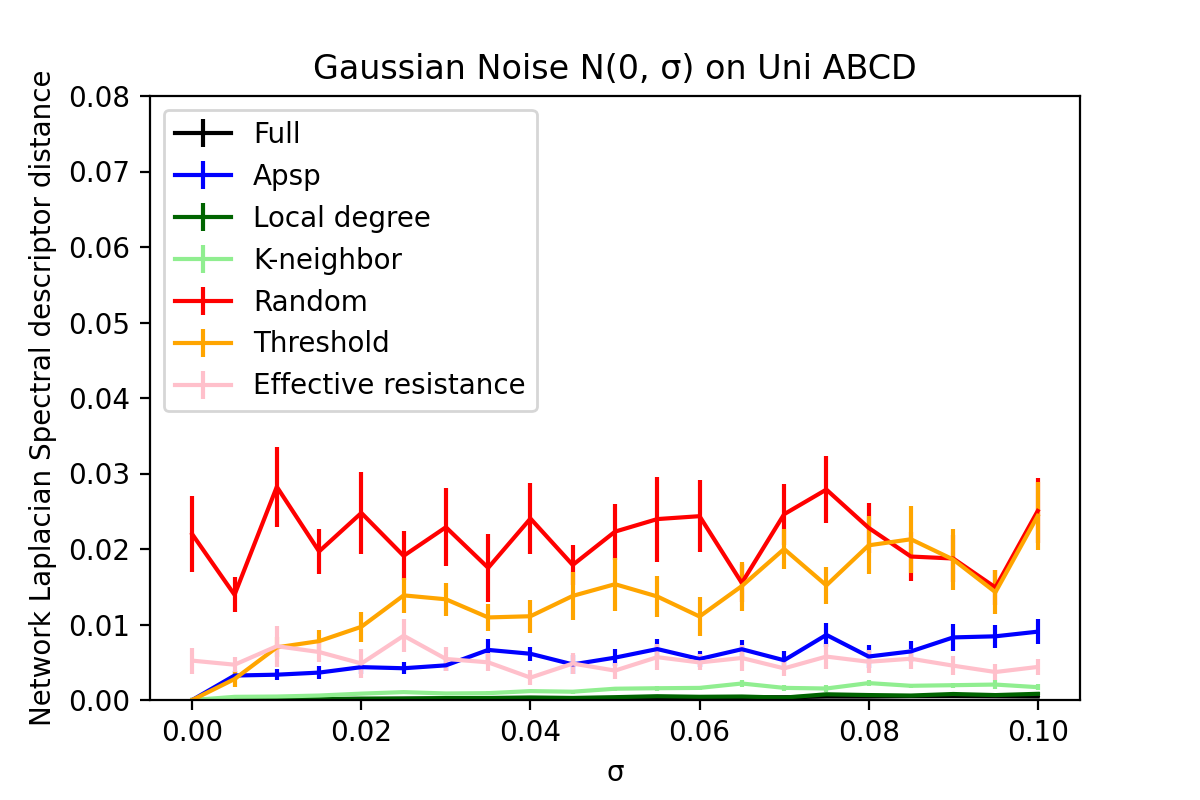 Gaussian Noise N(0, σ) on Uni ABCD
Network Laplacian Spectral descriptor distance
0.08
0.07
0.06
0.05
0.04
0.03
0.02
0.01
0.00
Full
Apsp
Local degree
K-neighbor
Random
Threshold
Effective resistance
0.00 0.02 0.04 0.06 0.08 0.10
σ